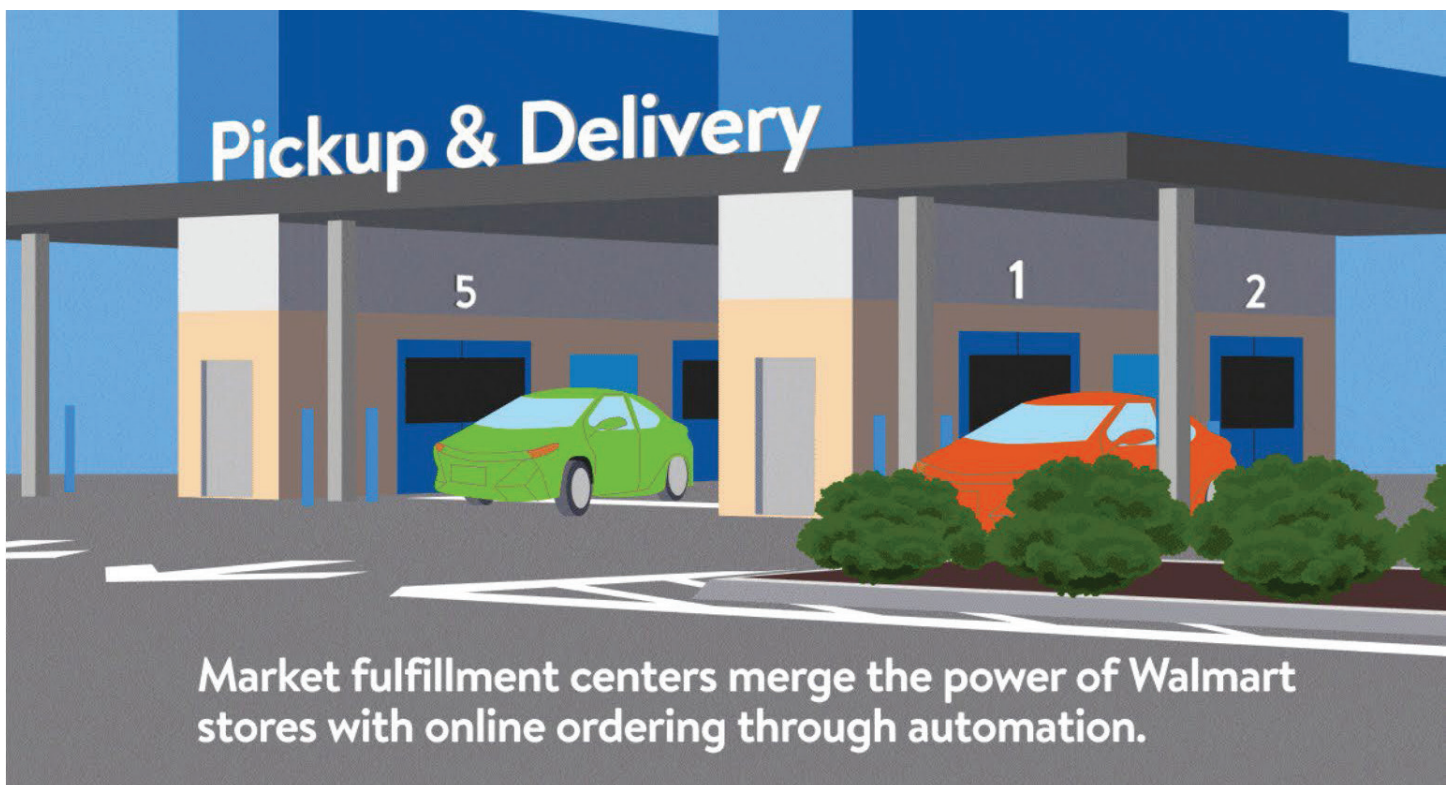 Pickup & Delivery
5
1
2
Market fulfillment centers merge the power of Walmart
stores with online ordering through automation.